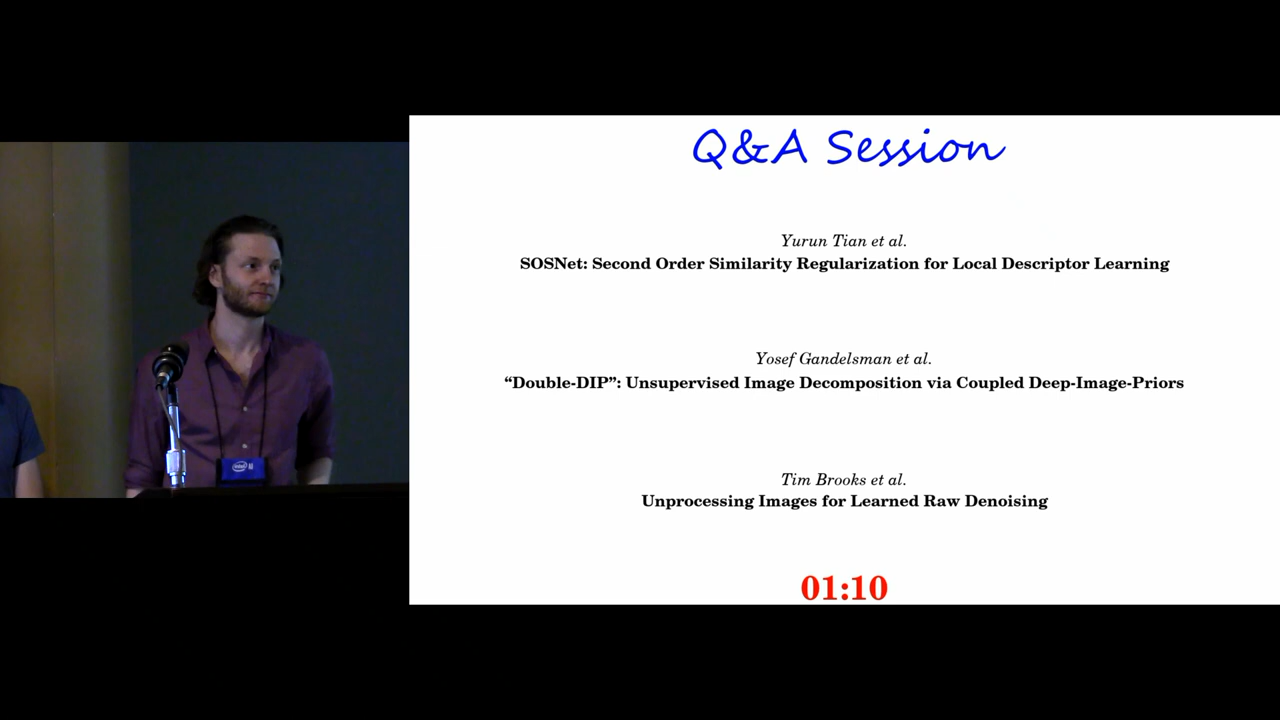 Q&A Session
Yurun Tian et al.
SOSNet: Second Order Similarity Regularization for Local Descriptor Learning
Yosef Gandelsman et al.
“Double-DIP”: Unsupervised Image Decomposition via Coupled Deep-Image-Priors
Tim Brooks et al.
Unprocessing Images for Learned Raw Denoising
01:10
intel AI